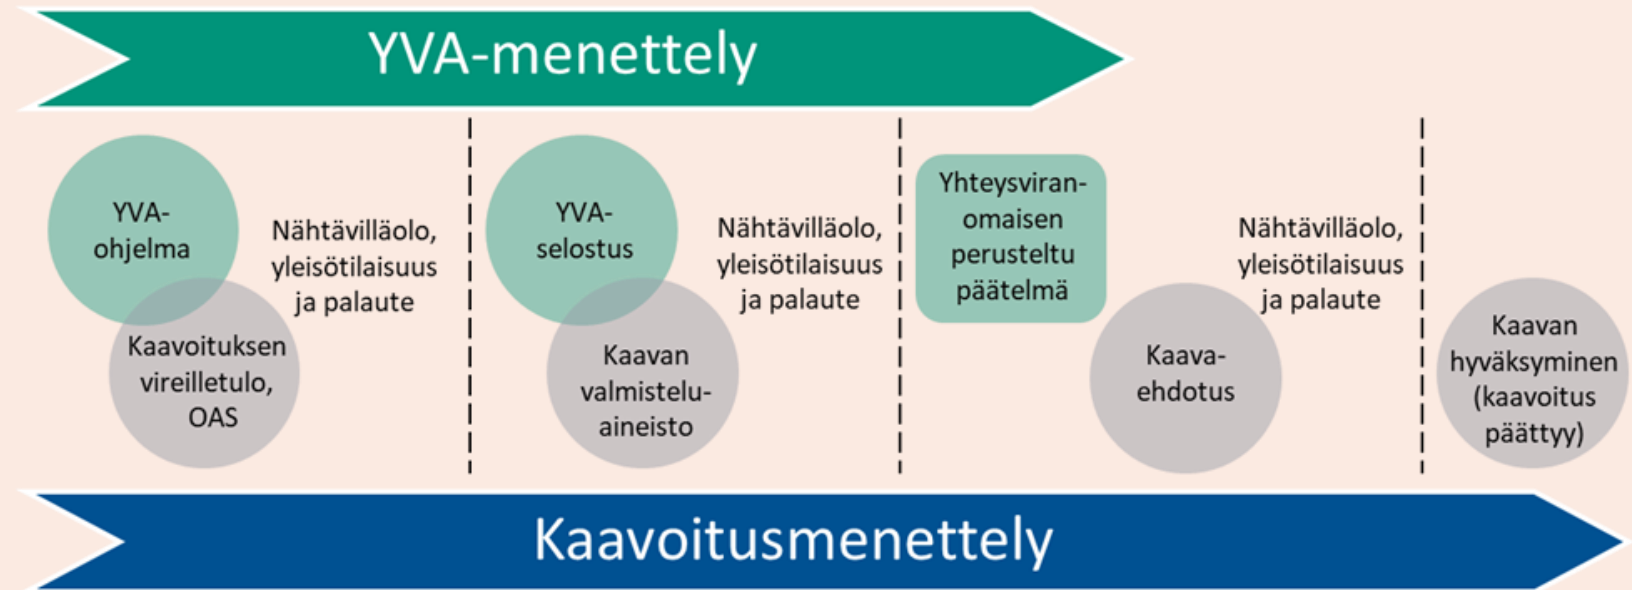 YVA-menettely
YVA-
ohjelma
Kaavoituksen
vireilletulo,
OAS
Nähtävilläolo,
yleisötilaisuus
ja palaute
YVA-
selostus
Kaavan
valmistelu-
aineisto
Nähtävilläolo,
yleisötilaisuus
ja palaute
Yhteysviran-
omaisen
perusteltu
päätelmä
Kaava-
ehdotus
Nähtävilläolo,
yleisötilaisuus
ja palaute
Kaavan
hyväksyminen
(kaavoitus
päättyy)
Kaavoitusmenettely